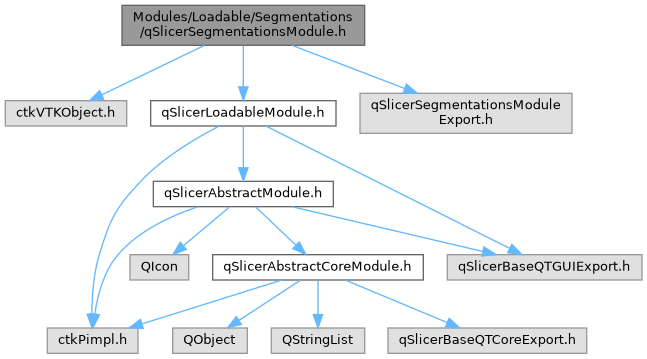 Modules/Loadable/Segmentations
/qSlicerSegmentationsModule.h
ctkVTKObject.h
qSlicerLoadableModule.h
qSlicerSegmentationsModule
Export.h
qSlicerAbstractModule.h
QIcon
qSlicerAbstractCoreModule.h
qSlicerBaseQTGUIExport.h
ctkPimpl.h
QObject
QStringList
qSlicerBaseQTCoreExport.h